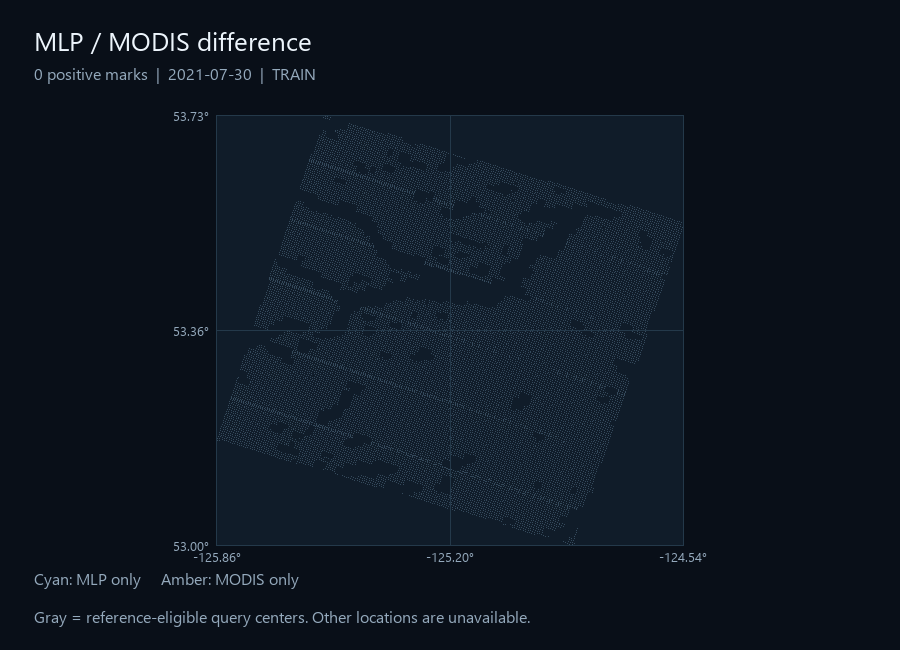 MLP / MODIS difference
0 positive marks | 2021-07-30 | TRAIN
53.73°
53.36°
53.00°
-125.86° -125.20° -124.54°
Cyan: MLP only Amber: MODIS only
Gray = reference-eligible query centers. Other locations are unavailable.